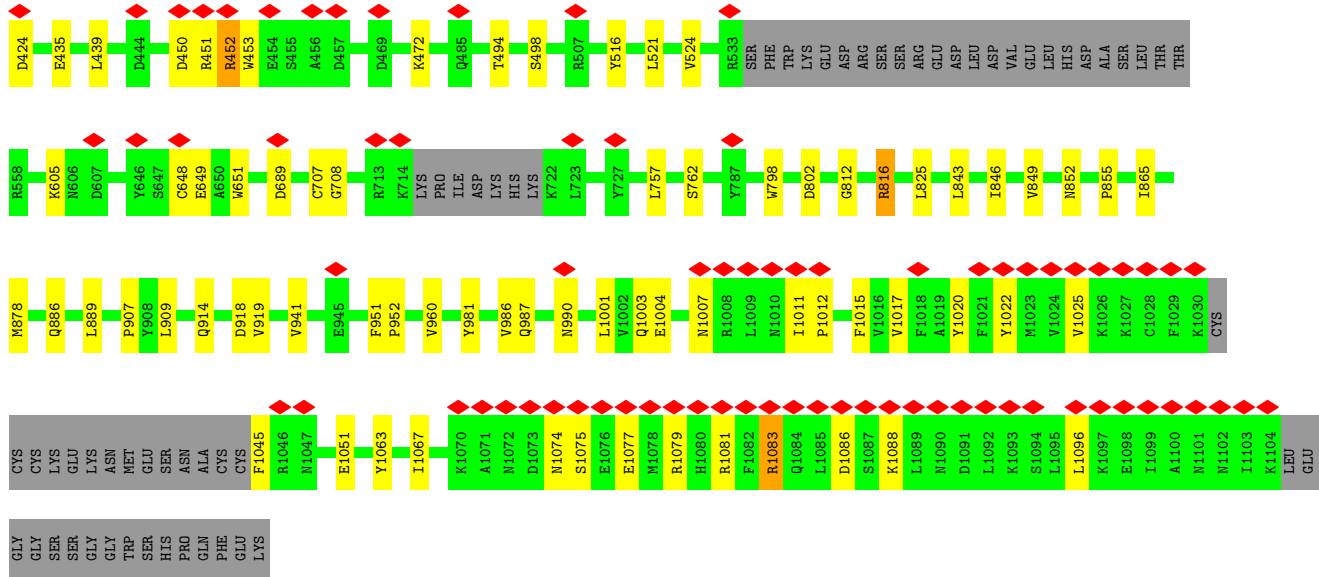 D424 E435 L439 D444 D450 R451 R452 W453 E454 S455 A456 D457 D469 K472 Q485 T494 S498 R507 Y516 L521 V524 R533 SER PHE TRP LYS GLU ASP ARG SER SER ARG GLU ASP LEU ASP VAL GLU LEU HIS ASP ALA SER LEU THR THR
R558 K605 N606 D607 Y646 S647 C648 E649 A650 W651 D689 C707 G708 R713 K714 LYS PRO ILE ASP LYS HIS LYS K722 L723 Y727 L757 S762 Y787 W798 D802 G812 R816 L825 L843 I846 V849 N852 P855 I865
M878 Q886 L889 P907 Y908 L909 Q914 D918 V919 V941 E945 F951 P952 V960 Y981 V986 Q987 N990 L1001 V1002 Q1003 E1004 N1007 R1008 L1009 N1010 I1011 P1012 F1015 V1016 V1017 F1018 A1019 Y1020 F1021 Y1022 M1023 V1024 V1025 K1026 K1027 C1028 F1029 K1030 CYS
CYS CYS LYS GLU LYS ASN MET GLU SER ASN ALA CYS CYS F1045 R1046 N1047 E1051 Y1063 I1067 K1070 A1071 N1072 D1073 N1074 S1075 E1076 E1077 M1078 R1079 H1080 R1081 F1082 R1083 Q1084 L1085 D1086 S1087 K1088 L1089 N1090 D1091 L1092 K1093 S1094 L1095 L1096 K1097 E1098 I1099 A1100 N1101 N1102 I1103 K1104 LEU GLU
GLY GLY SER SER GLY GLY TRP SER HIS PRO GLN PHE GLU LYS